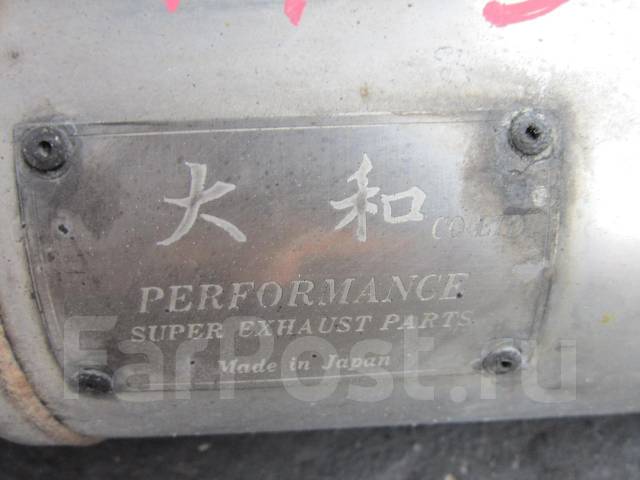 大和 CO.LTD
PERFORMANCE
SUPER EXHAUST PARTS
Made in Japan
FarPost.ru